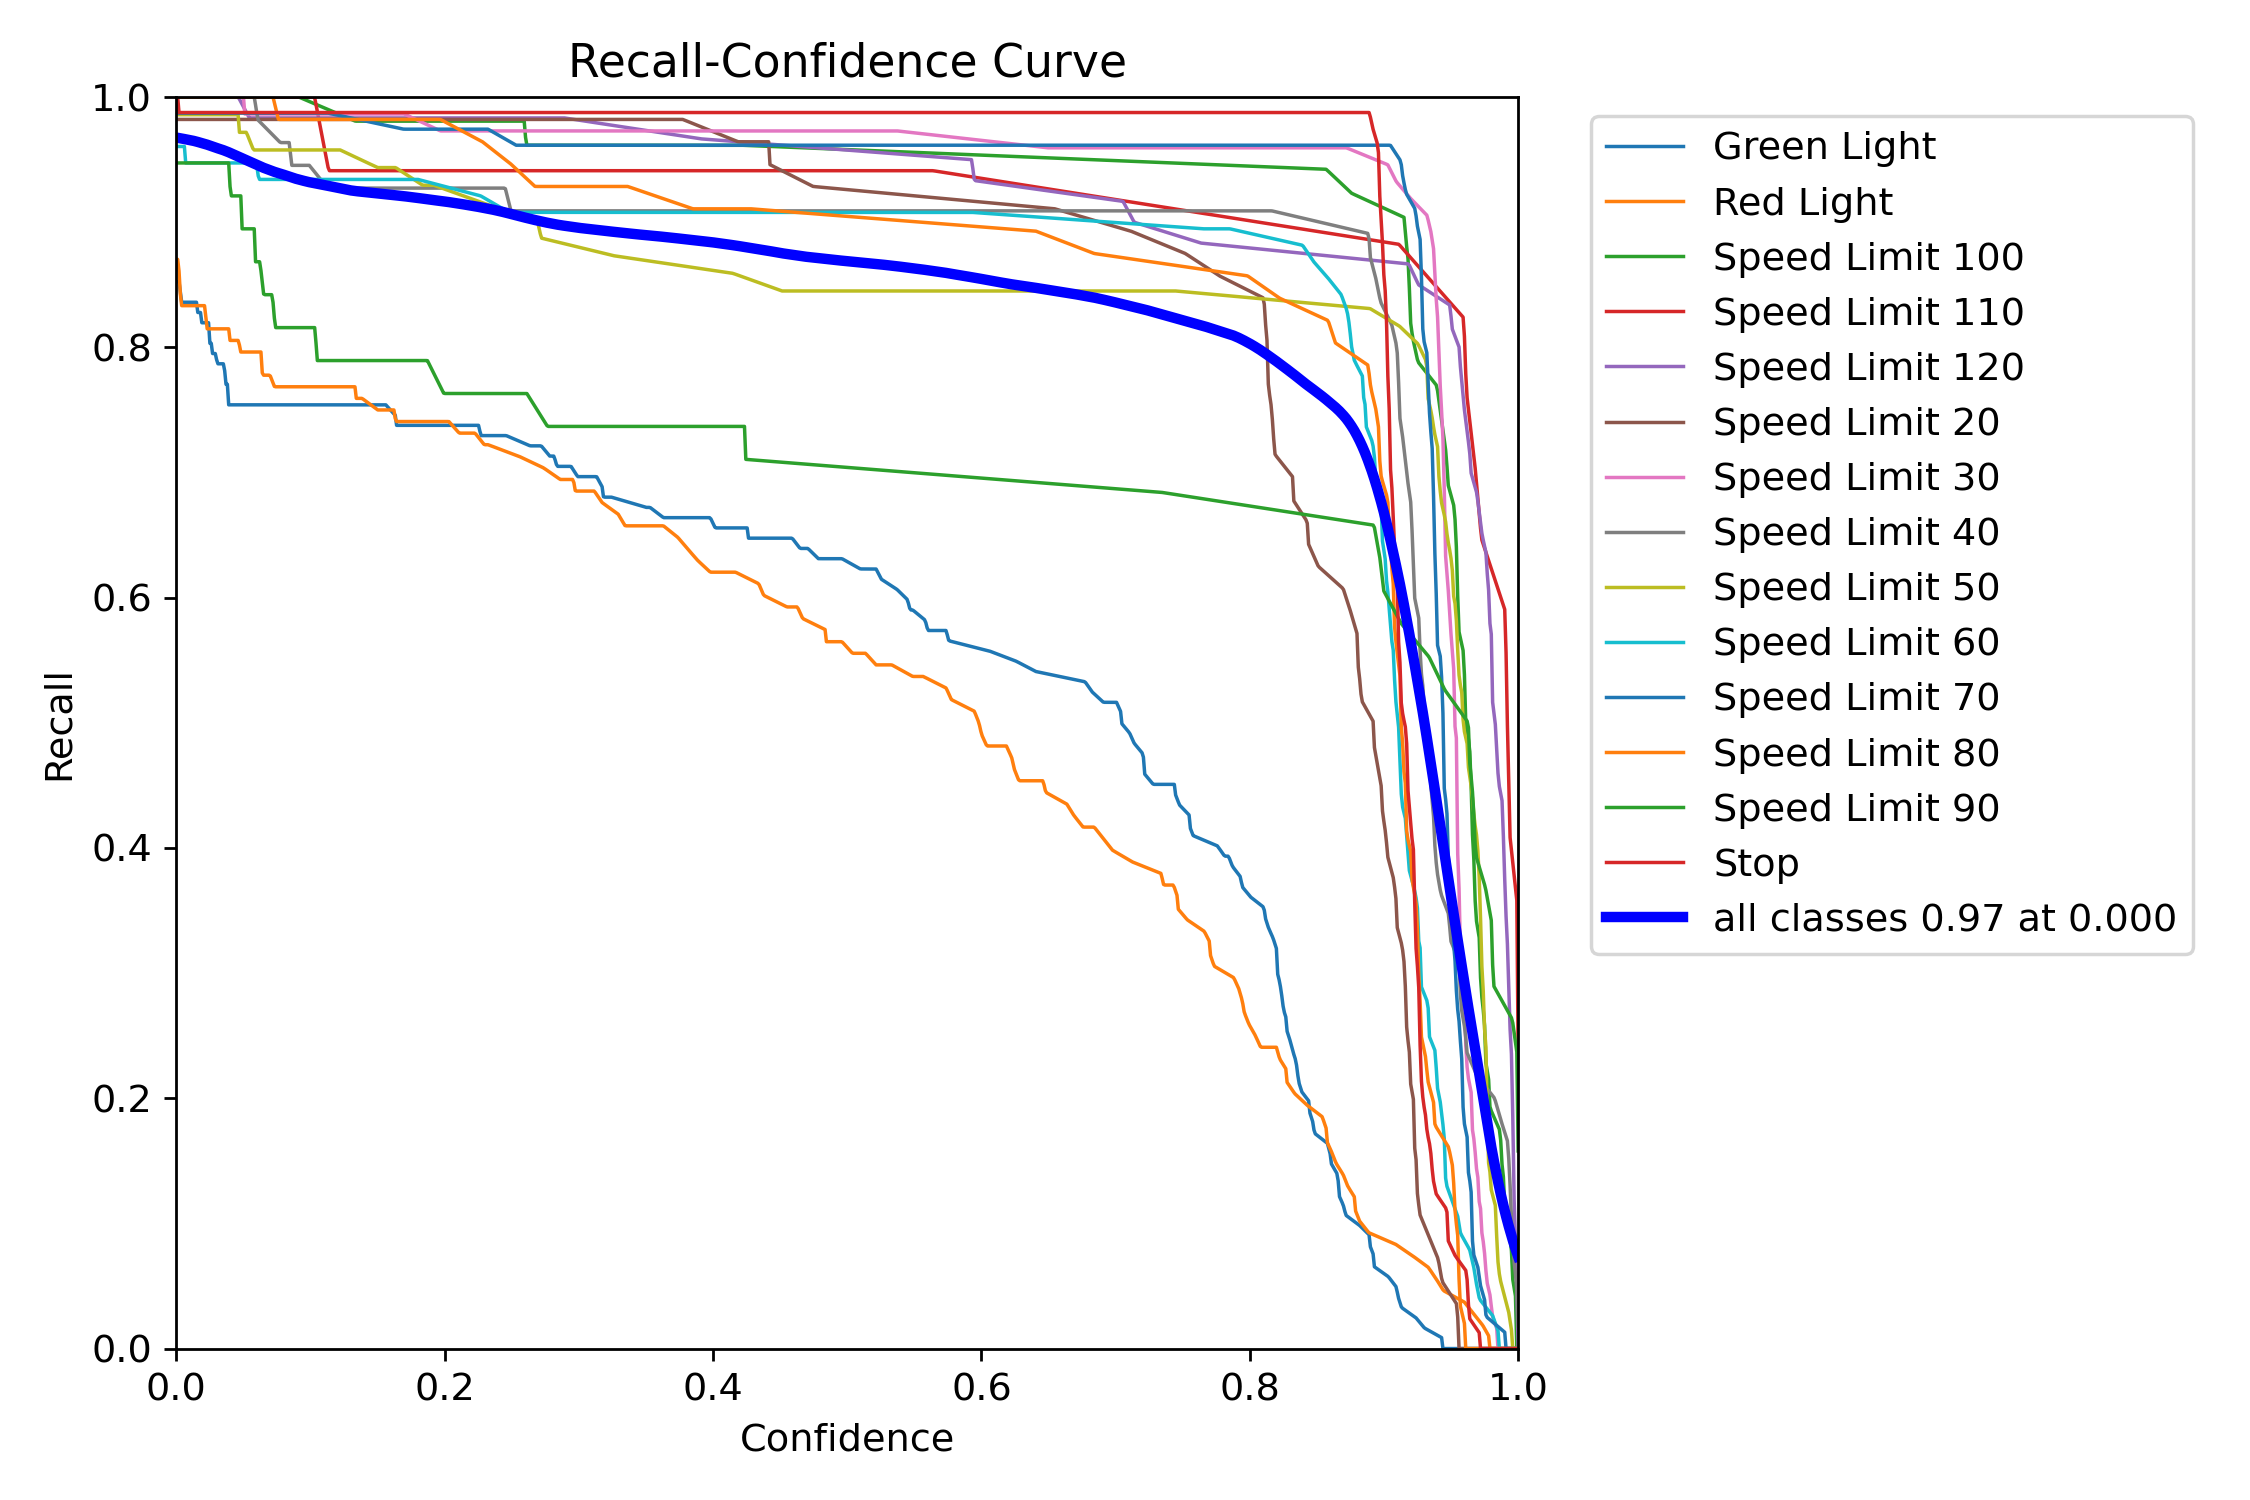 Recall-Confidence Curve
1.0
0.8
0.6
0.4
0.2
0.0
Recall
0.0 0.2 0.4 0.6 0.8 1.0
Confidence
Green Light
Red Light
Speed Limit 100
Speed Limit 110
Speed Limit 120
Speed Limit 20
Speed Limit 30
Speed Limit 40
Speed Limit 50
Speed Limit 60
Speed Limit 70
Speed Limit 80
Speed Limit 90
Stop
all classes 0.97 at 0.000